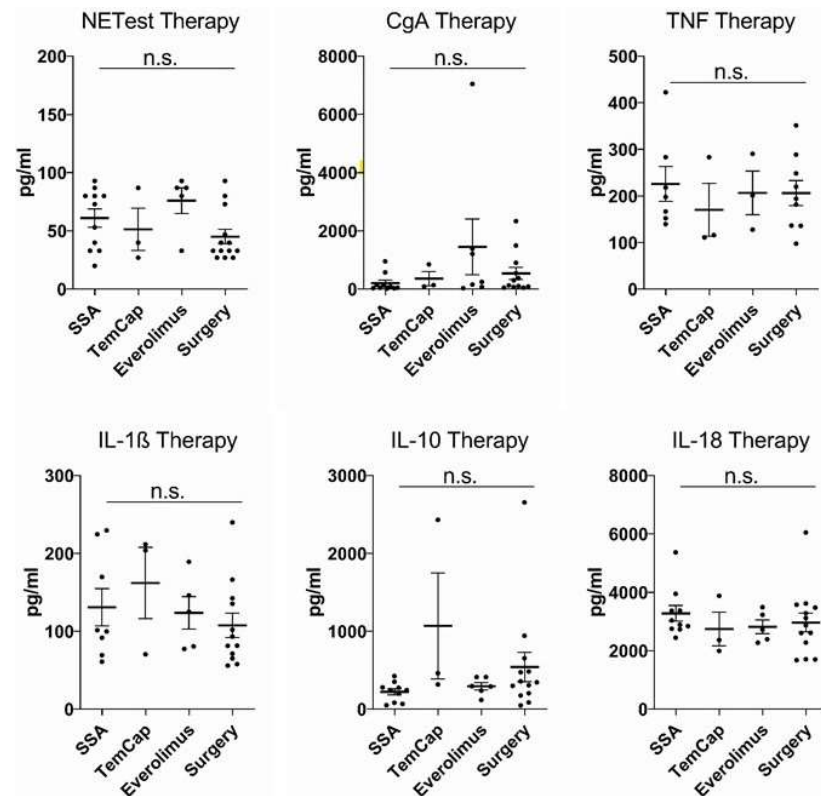 NETest Therapy
n.s.
200
150
100
50
0
pg/ml
SSA
TemCap
Everolimus
Surgery
CgA Therapy
n.s.
8000
6000
4000
2000
0
pg/ml
SSA
TemCap
Everolimus
Surgery
TNF Therapy
n.s.
500
400
300
200
100
0
pg/ml
SSA
TemCap
Everolimus
Surgery
IL-1ß Therapy
n.s.
300
200
100
0
pg/ml
SSA
TemCap
Everolimus
Surgery
IL-10 Therapy
n.s.
3000
2000
1000
0
pg/ml
SSA
TemCap
Everolimus
Surgery
IL-18 Therapy
n.s.
8000
6000
4000
2000
0
pg/ml
SSA
TemCap
Everolimus
Surgery